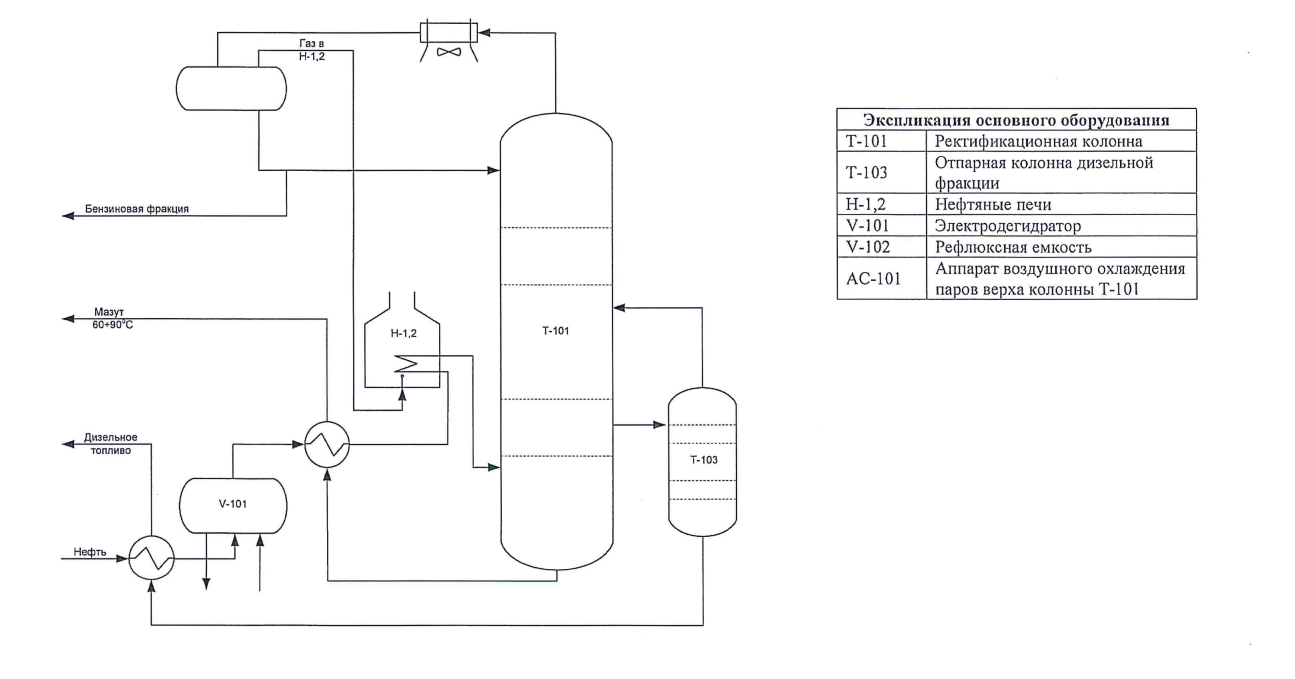 Газ в
Н-1,2
Бензиновая фракция
Мазут
60÷90°С
Н-1,2
Т-101
Дизельное
топливо
Т-103
V-101
Нефть
Экспликация основного оборудования
Т-101 Ректификационная колонна
Т-103 Отпарная колонна дизельной
фракции
Н-1,2 Нефтяные печи
V-101 Электродегидратор
V-102 Рефлюксная емкость
АС-101 Аппарат воздушного охлаждения
паров верха колонны Т-101